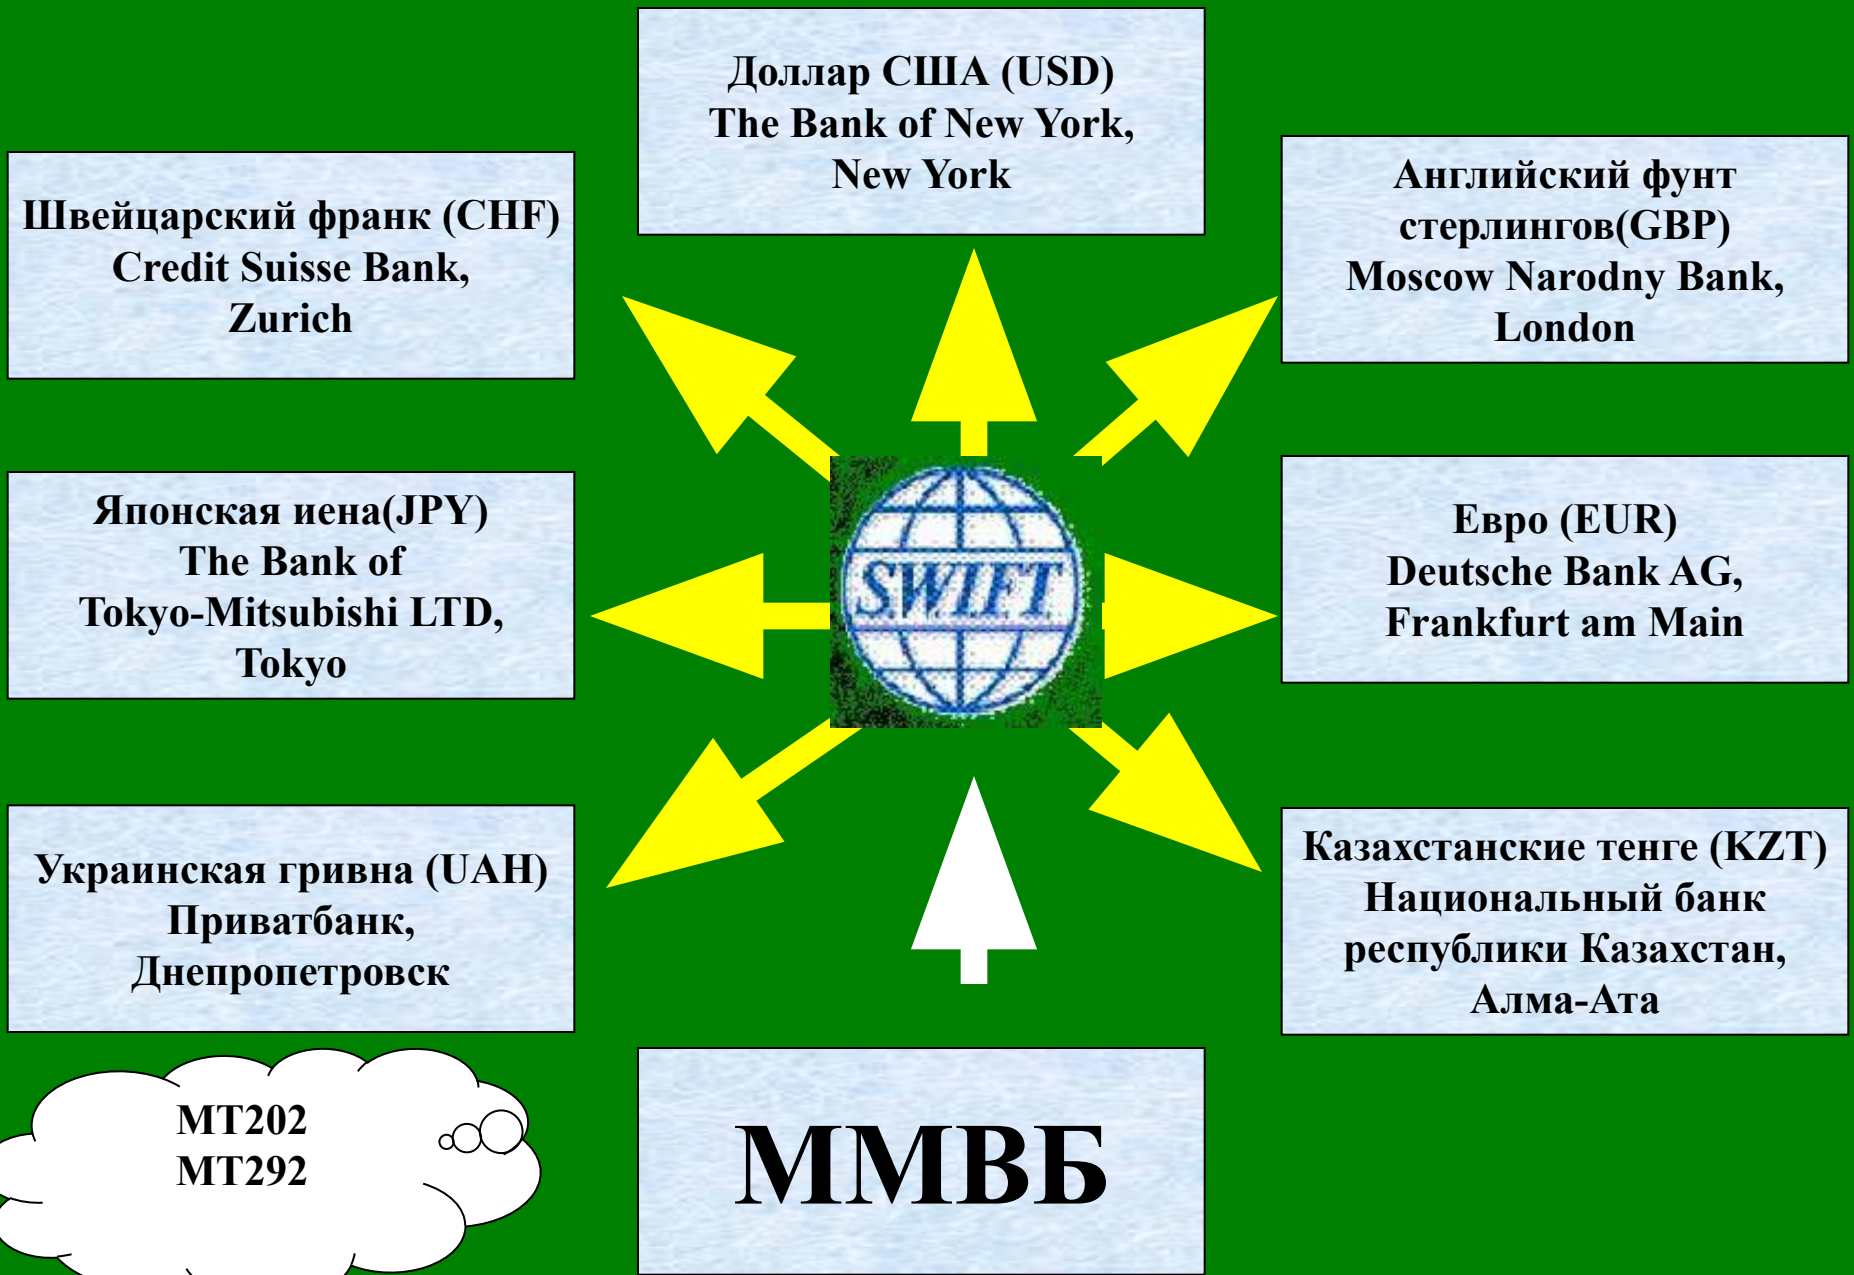 Доллар США (USD)
The Bank of New York,
New York
Швейцарский франк (CHF)
Credit Suisse Bank,
Zurich
Английский фунт
стерлингов(GBP)
Moscow Narodny Bank,
London
Японская иена(JPY)
The Bank of
Tokyo-Mitsubishi LTD,
Tokyo
S.W.I.F.T.
Евро (EUR)
Deutsche Bank AG,
Frankfurt am Main
Украинская гривна (UAH)
Приватбанк,
Днепропетровск
Казахстанские тенге (KZT)
Национальный банк
республики Казахстан,
Алма-Ата
МТ202
МТ292
ММВБ